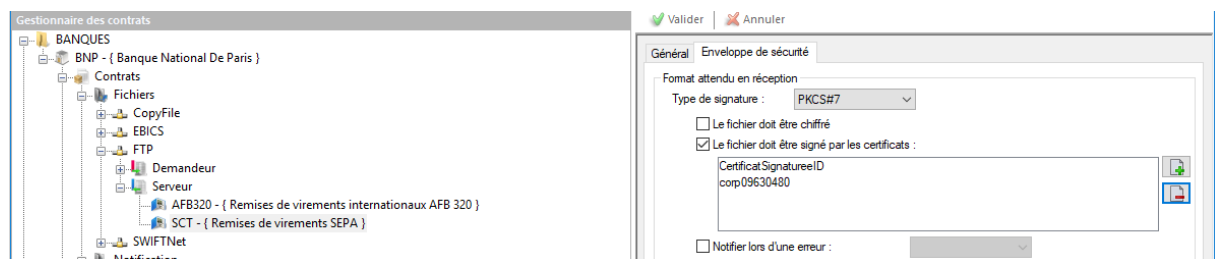 Gestionnaire des contrats
BANQUES
BNP - { Banque National De Paris }
Contrats
Fichiers
CopyFile
EBICS
FTP
Demandeur
Serveur
AFB320 - { Remises de virements internationaux AFB 320 }
SCT - { Remises de virements SEPA }
SWIFTNet
Notification
Valider
Annuler
Général
Enveloppe de sécurité
Format attendu en réception
Type de signature :
PKCS#7
Le fichier doit être chiffré
Le fichier doit être signé par les certificats :
CertificatSignatureeID
corp09630480
Notifier lors d'une erreur :